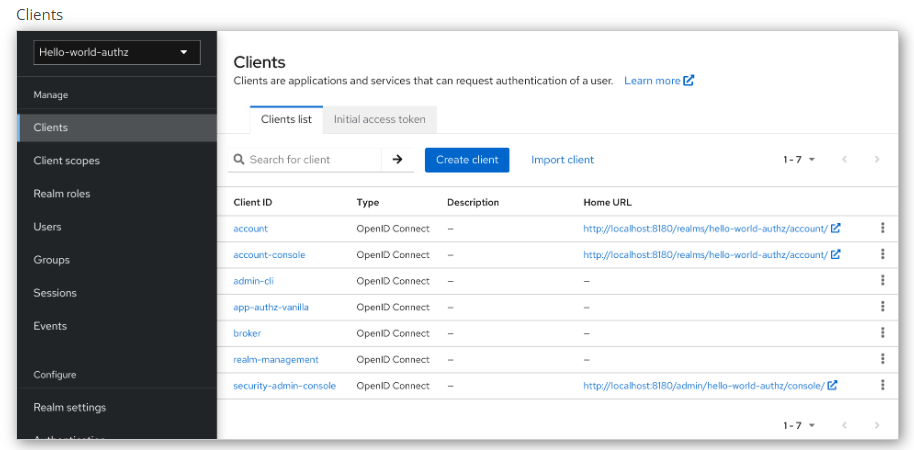 Clients
Hello-world-authz
Manage
Clients
Client scopes
Realm roles
Users
Groups
Sessions
Events
Configure
Realm settings
Authentication
Clients
Clients are applications and services that can request authentication of a user. Learn more
Clients list Initial access token
Search for client Create client Import client 1 - 7
Client ID Type Description Home URL
account OpenID Connect – http://localhost:8180/realms/hello-world-authz/account/
account-console OpenID Connect – http://localhost:8180/realms/hello-world-authz/account/
admin-cli OpenID Connect – –
app-authz-vanilla OpenID Connect – –
broker OpenID Connect – –
realm-management OpenID Connect – –
security-admin-console OpenID Connect – http://localhost:8180/admin/hello-world-authz/console/
1 - 7